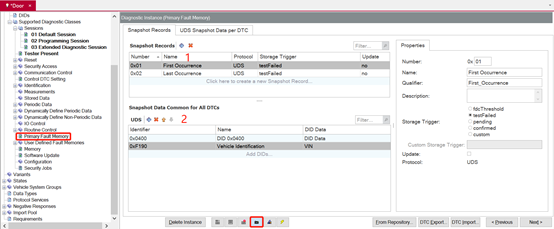 *Door
DIDs
Supported Diagnostic Classes
Sessions
01 Default Session
02 Programming Session
03 Extended Diagnostic Session
Tester Present
Reset
Security Access
Communication Control
Control DTC Setting
Identification
Measurements
Stored Data
Periodic Data
Dynamically Define Periodic Data
Dynamically Define Non-Periodic Data
IO Control
Routine Control
Primary Fault Memory
User Defined Fault Memories
Memory
Software Update
Configuration
Security Jobs
Variants
States
Vehicle System Groups
Data Types
Protocol Services
Negative Responses
Import Pool
Requirements
Diagnostic Instance (Primary Fault Memory)
Snapshot Records UDS Snapshot Data per DTC
Snapshot Records 1 Filter...
Number Name Protocol Storage Trigger Update
0x01 First Occurrence UDS testFailed no
0x02 Last Occurrence UDS testFailed no
Click here to create a new Snapshot Record...
Snapshot Data Common for All DTCs
UDS 2 Filter...
Identifier Name DID Data
0x0400 DID 0x0400 DID Data
0xF190 Vehicle Identification VIN
Add DIDs...
Properties
Number: 0x 01
Name: First Occurrence
Qualifier: First_Occurrence
Description:
Storage Trigger:
fdcThreshold
testFailed
pending
confirmed
custom
Custom Storage Trigger:
Update:
Protocol: UDS
Delete Instance From Repository... DTC Export... DTC Import... < Previous Next >